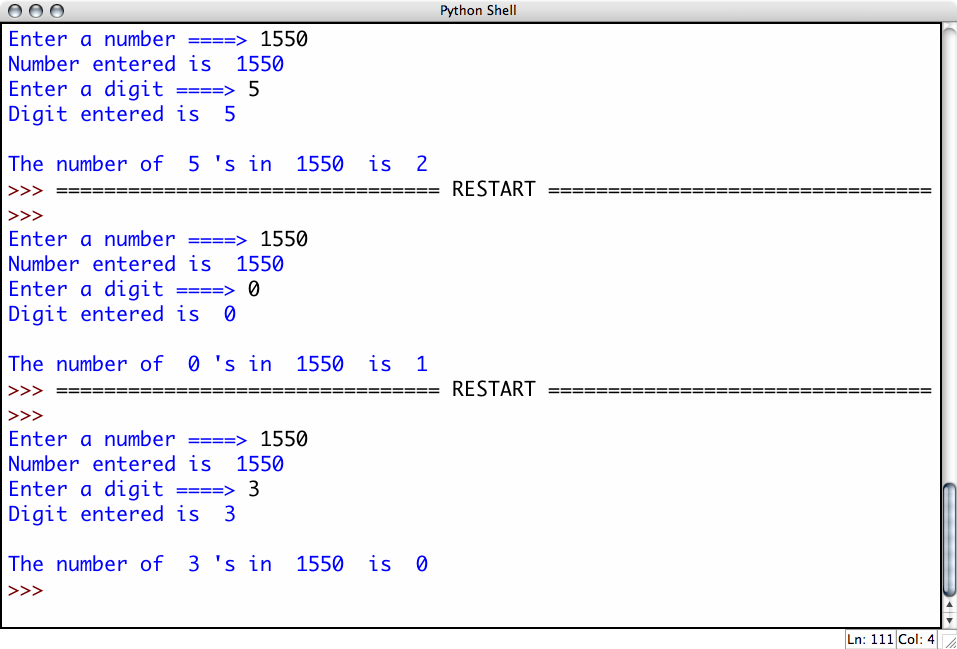 Python Shell
Enter a number ====> 1550
Number entered is  1550
Enter a digit ====> 5
Digit entered is  5

The number of  5 's in  1550  is  2
>>> ================================ RESTART ================================
>>>
Enter a number ====> 1550
Number entered is  1550
Enter a digit ====> 0
Digit entered is  0

The number of  0 's in  1550  is  1
>>> ================================ RESTART ================================
>>>
Enter a number ====> 1550
Number entered is  1550
Enter a digit ====> 3
Digit entered is  3

The number of  3 's in  1550  is  0
>>>
Ln: 111 Col: 4